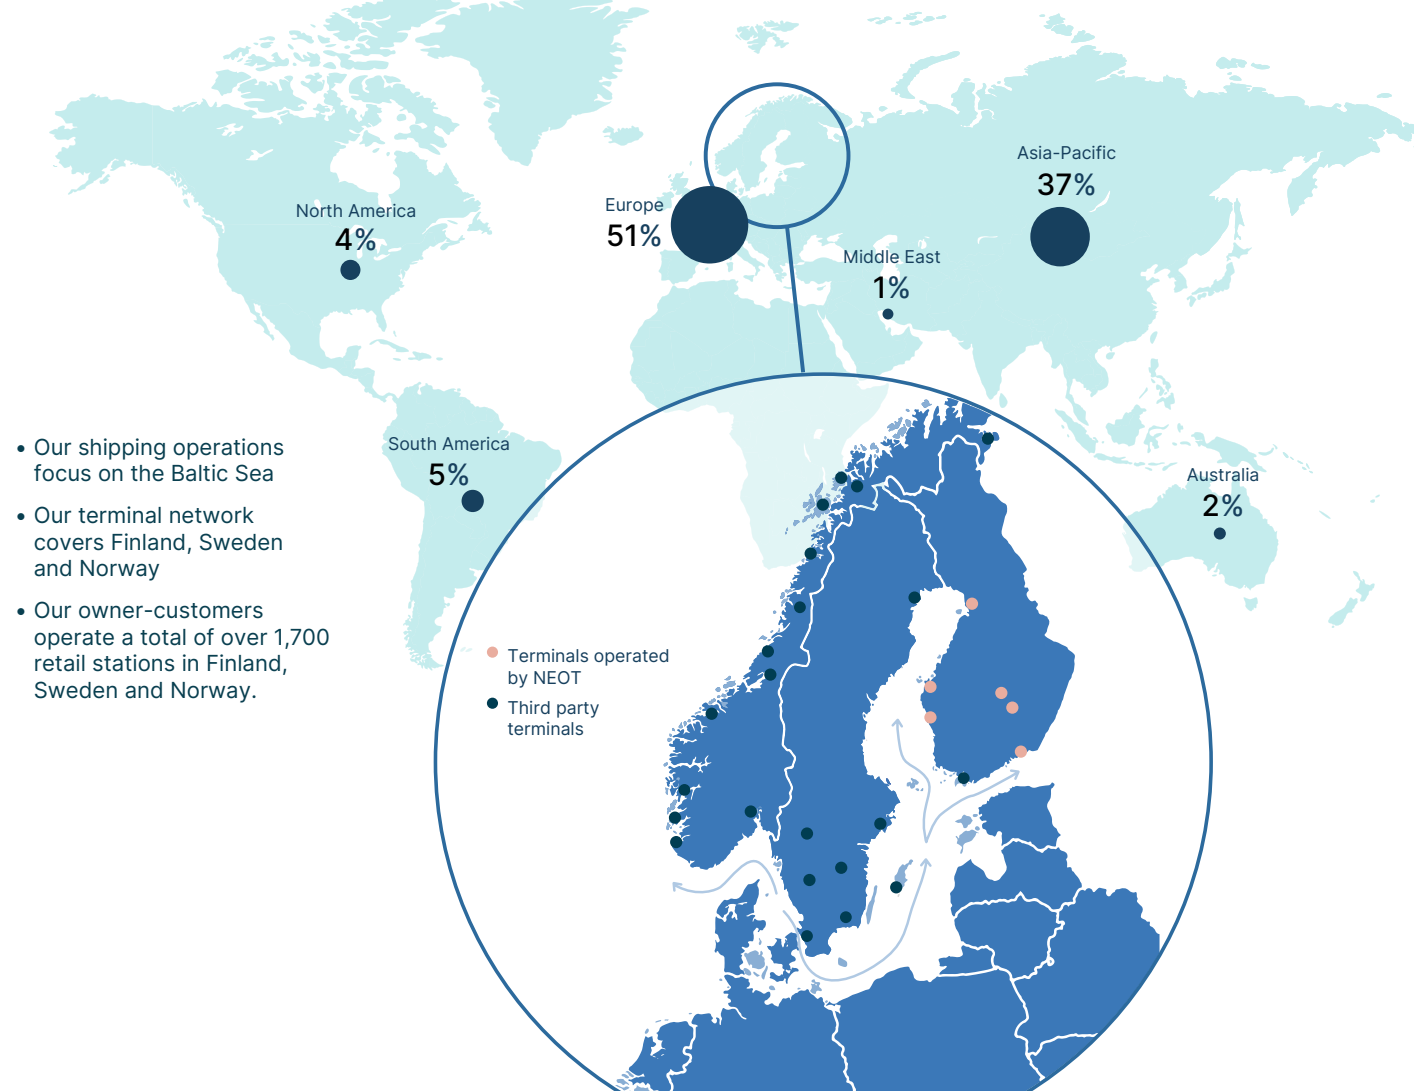 Asia-Pacific
37%
North America
4%
Europe
51%
Middle East
1%
South America
5%
Australia
2%
• Our shipping operations
focus on the Baltic Sea
• Our terminal network
covers Finland, Sweden
and Norway
• Our owner-customers
operate a total of over 1,700
retail stations in Finland,
Sweden and Norway.
Terminals operated
by NEOT
Third party
terminals